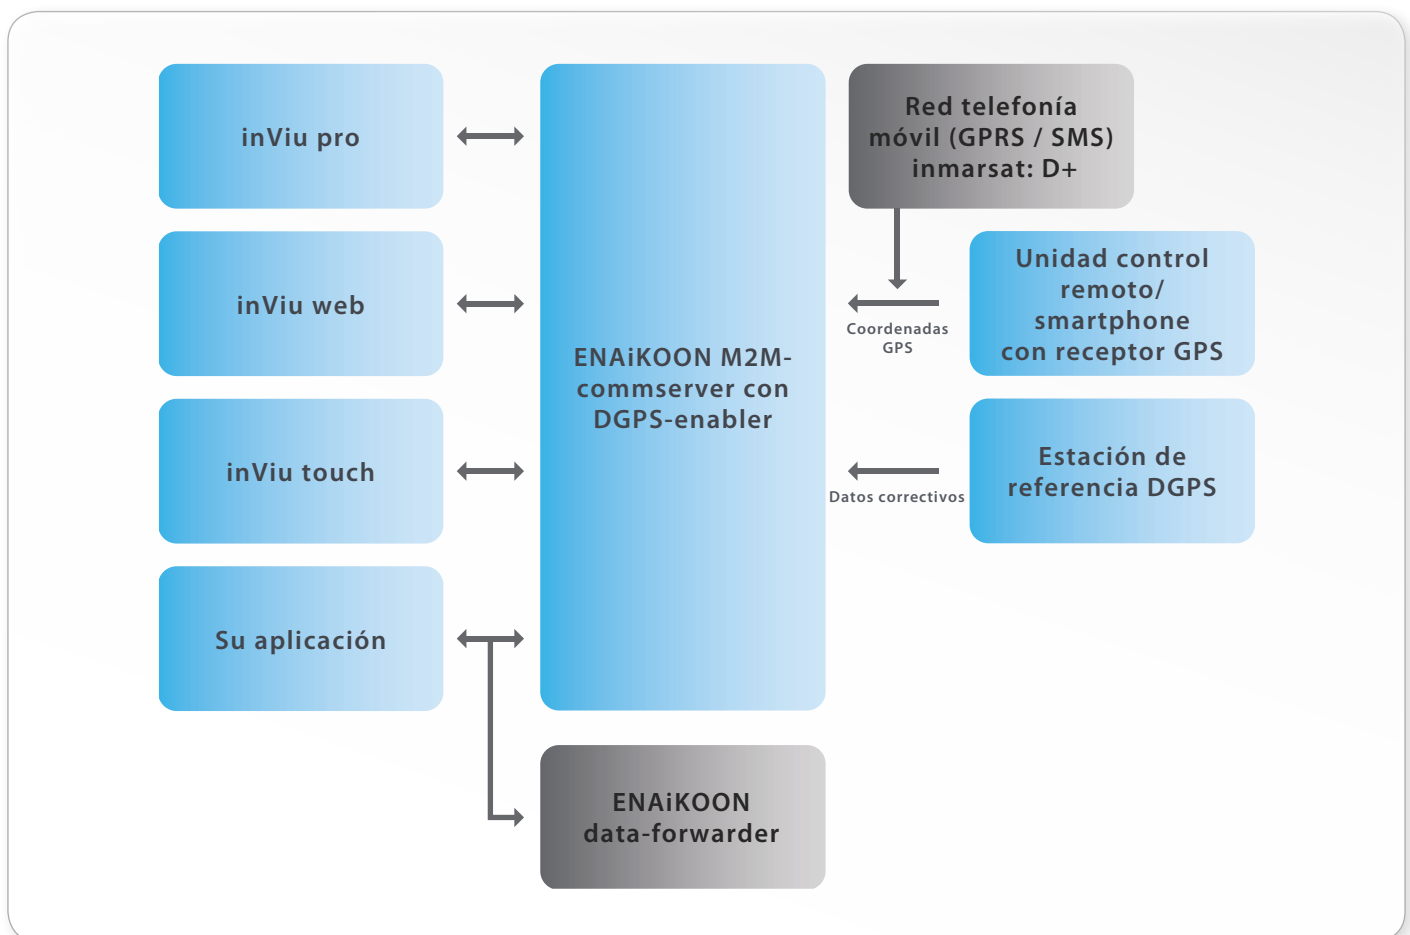 inViu pro
inViu web
inViu touch
Su aplicación
ENAiKOON M2M-
commserver con
DGPS-enabler
ENAiKOON
data-forwarder
Red telefonía
móvil (GPRS / SMS)
inmarsat: D+
Coordenadas
GPS
Unidad control
remoto/
smartphone
con receptor GPS
Datos correctivos
Estación de
referencia DGPS